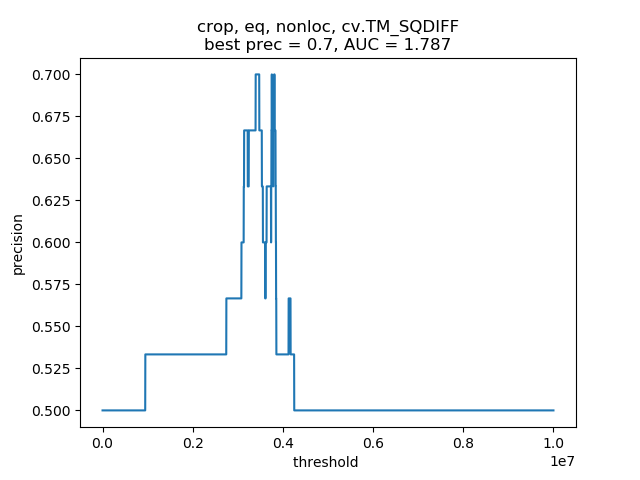 crop, eq, nonloc, cv.TM_SQDIFF
best prec = 0.7, AUC = 1.787
0.700
0.675
0.650
0.625
0.600
0.575
0.550
0.525
0.500
precision
0.0 0.2 0.4 0.6 0.8 1.0
1e7
threshold